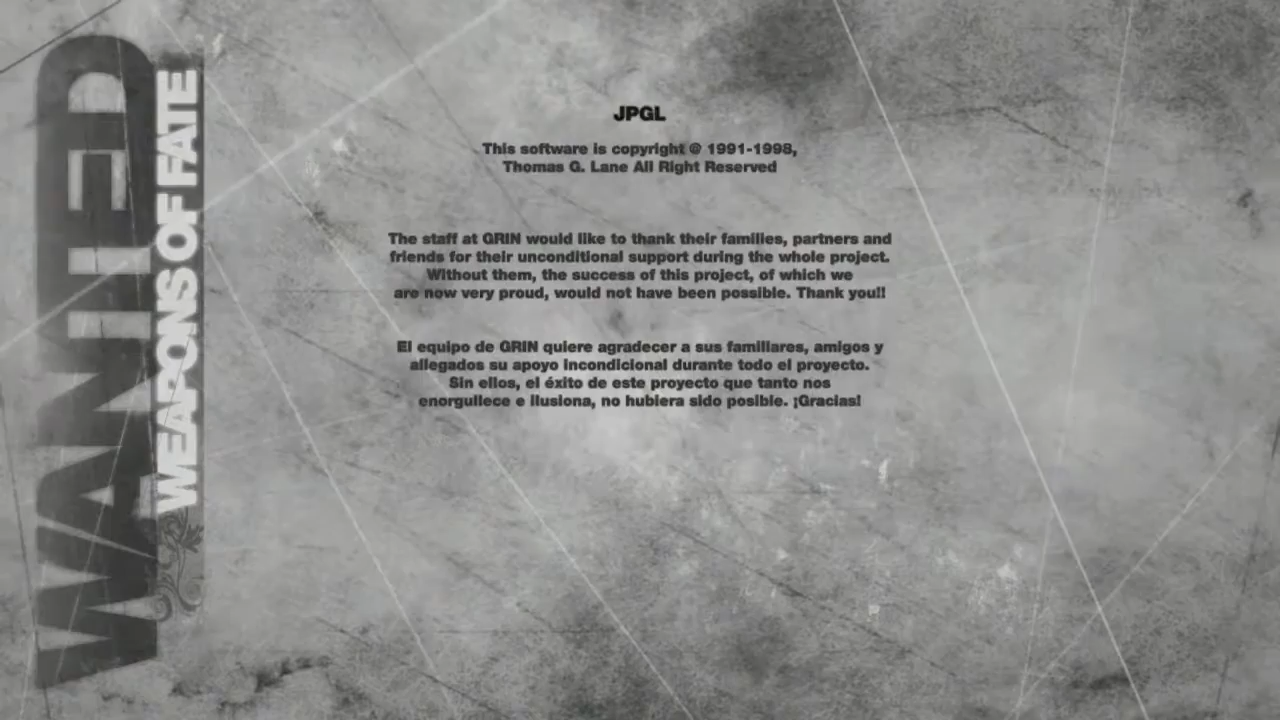 WANTED
WEAPONS OF FATE
JPGL
This software is copyright @ 1991-1998,
Thomas G. Lane All Right Reserved
The staff at GRIN would like to thank their families, partners and
friends for their unconditional support during the whole project.
Without them, the success of this project, of which we
are now very proud, would not have been possible. Thank you!!
El equipo de GRIN quiere agradecer a sus familiares, amigos y
allegados su apoyo incondicional durante todo el proyecto.
Sin ellos, el éxito de este proyecto que tanto nos
enorgullece e ilusiona, no hubiera sido posible. ¡Gracias!